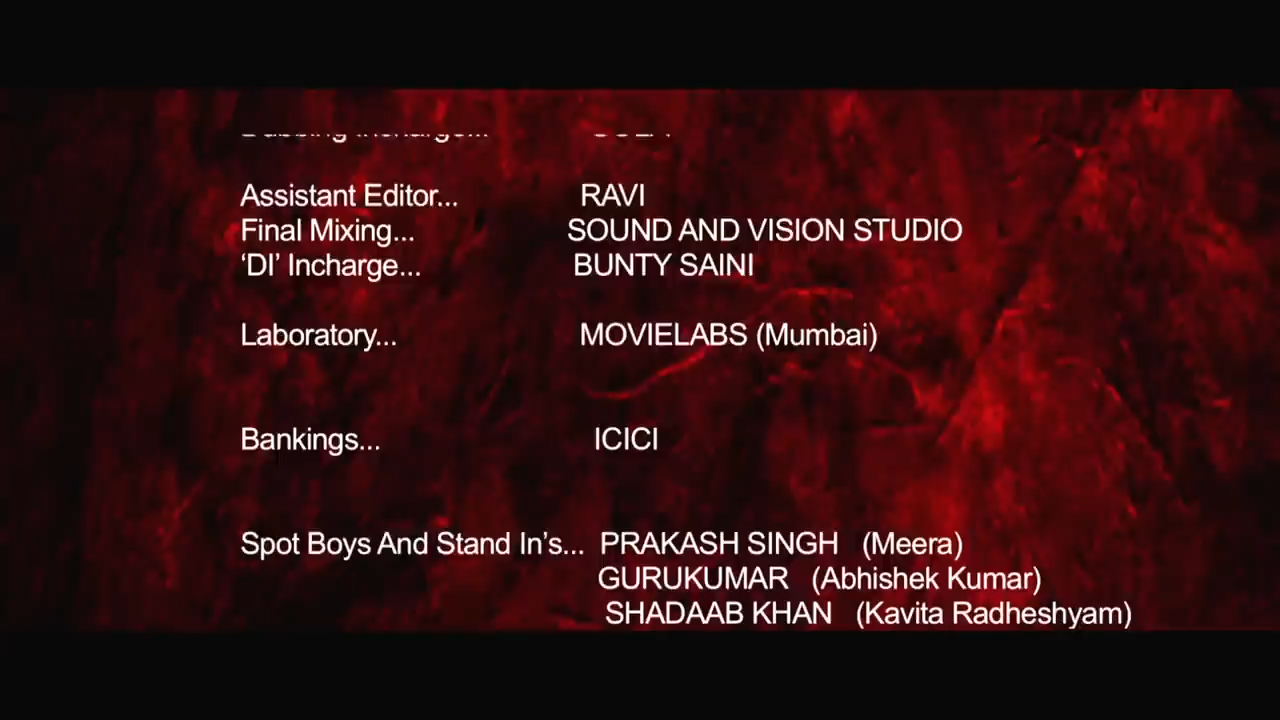 Assistant Editor... RAVI
Final Mixing... SOUND AND VISION STUDIO
‘DI’ Incharge... BUNTY SAINI
Laboratory... MOVIELABS (Mumbai)
Bankings... ICICI
Spot Boys And Stand In’s... PRAKASH SINGH (Meera)
GURUKUMAR (Abhishek Kumar)
SHADAAB KHAN (Kavita Radheshyam)